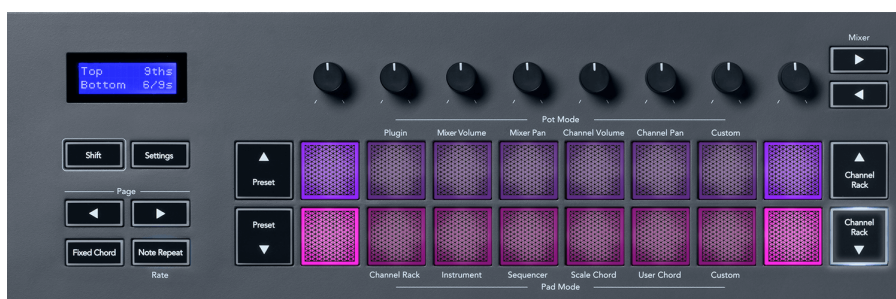 Mixer
Top 9ths
Bottom 6/9s
Pot Mode
Plugin Mixer Volume Mixer Pan Channel Volume Channel Pan Custom
Shift Settings
Preset
Channel
Rack
Page
Preset
Channel
Rack
Fixed Chord Note Repeat
Rate
Channel Rack Instrument Sequencer Scale Chord User Chord Custom
Pad Mode